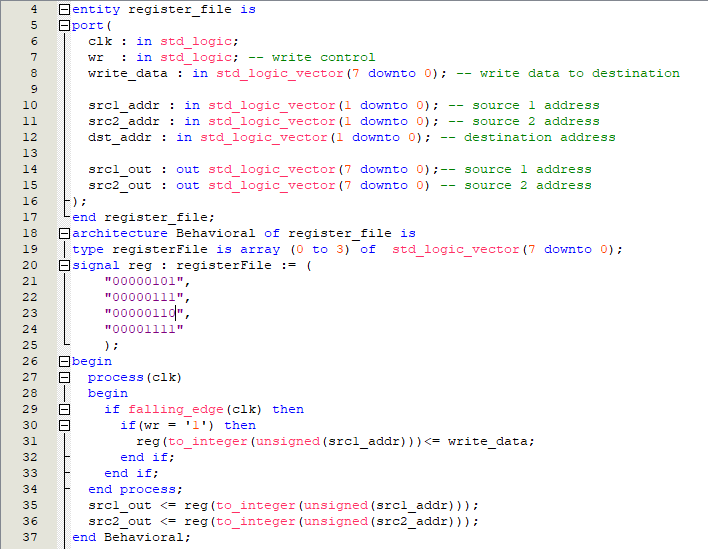 4 entity register_file is
5 port(
6 clk : in std_logic;
7 wr  : in std_logic; -- write control
8 write_data : in std_logic_vector(7 downto 0); -- write data to destination
9
10 src1_addr : in std_logic_vector(1 downto 0); -- source 1 address
11 src2_addr : in std_logic_vector(1 downto 0); -- source 2 address
12 dst_addr : in std_logic_vector(1 downto 0); -- destination address
13
14 src1_out : out std_logic_vector(7 downto 0);-- source 1 address
15 src2_out : out std_logic_vector(7 downto 0) -- source 2 address
16 );
17 end register_file;
18 architecture Behavioral of register_file is
19 type registerFile is array (0 to 3) of  std_logic_vector(7 downto 0);
20 signal reg : registerFile := (
21 "00000101",
22 "00000111",
23 "00000110",
24 "00001111"
25 );
26 begin
27 process(clk)
28 begin
29 if falling_edge(clk) then
30 if(wr = '1') then
31 reg(to_integer(unsigned(src1_addr)))<= write_data;
32 end if;
33 end if;
34 end process;
35 src1_out <= reg(to_integer(unsigned(src1_addr)));
36 src2_out <= reg(to_integer(unsigned(src2_addr)));
37 end Behavioral;